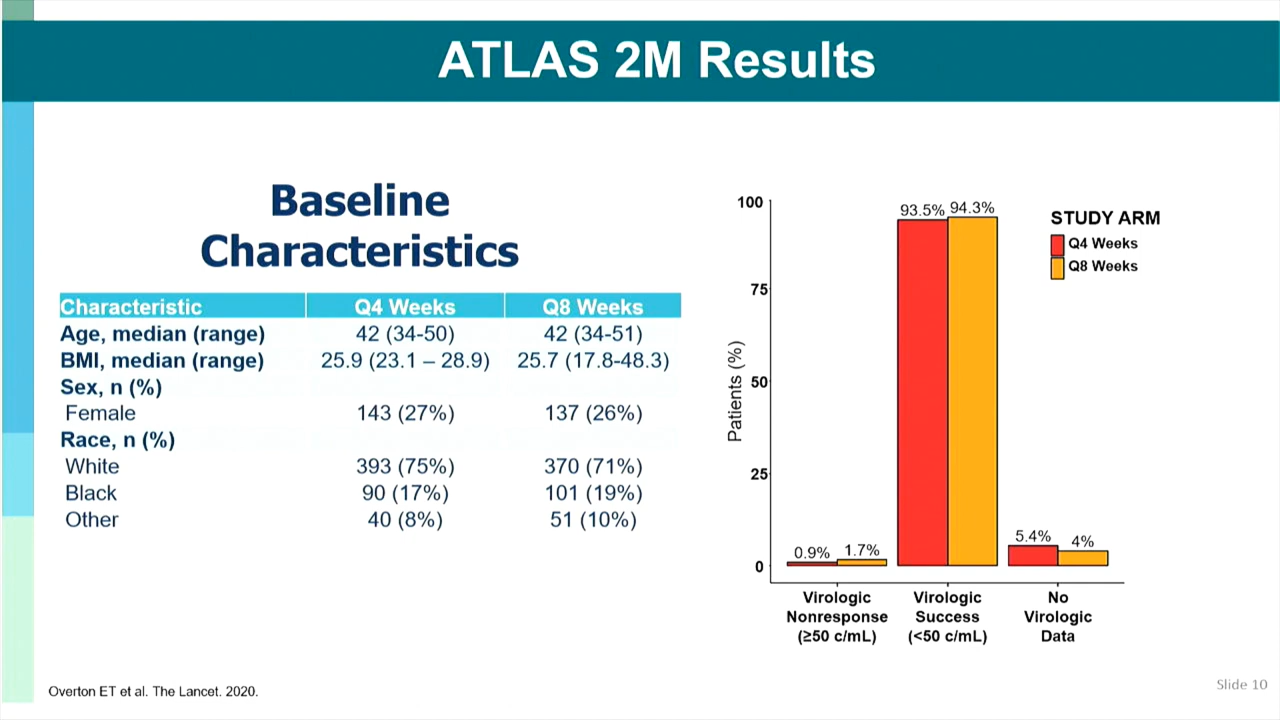 ATLAS 2M Results
Baseline
Characteristics
Characteristic Q4 Weeks Q8 Weeks
Age, median (range) 42 (34-50) 42 (34-51)
BMI, median (range) 25.9 (23.1 – 28.9) 25.7 (17.8-48.3)
Sex, n (%)
Female 143 (27%) 137 (26%)
Race, n (%)
White 393 (75%) 370 (71%)
Black 90 (17%) 101 (19%)
Other 40 (8%) 51 (10%)
Patients (%)
100
75
50
25
0
0.9% 1.7%
93.5% 94.3%
5.4% 4%
Virologic
Nonresponse
(≥50 c/mL)
Virologic
Success
(<50 c/mL)
No
Virologic
Data
STUDY ARM
Q4 Weeks
Q8 Weeks
Overton ET et al. The Lancet. 2020.
Slide 10